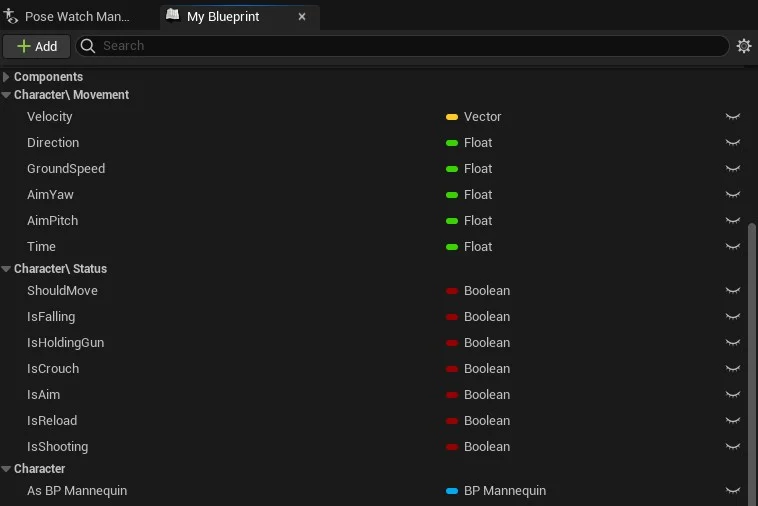 Pose Watch Man... My Blueprint
Add Search
Components
Character\ Movement
Velocity Vector
Direction Float
GroundSpeed Float
AimYaw Float
AimPitch Float
Time Float
Character\ Status
ShouldMove Boolean
IsFalling Boolean
IsHoldingGun Boolean
IsCrouch Boolean
IsAim Boolean
IsReload Boolean
IsShooting Boolean
Character
As BP Mannequin BP Mannequin